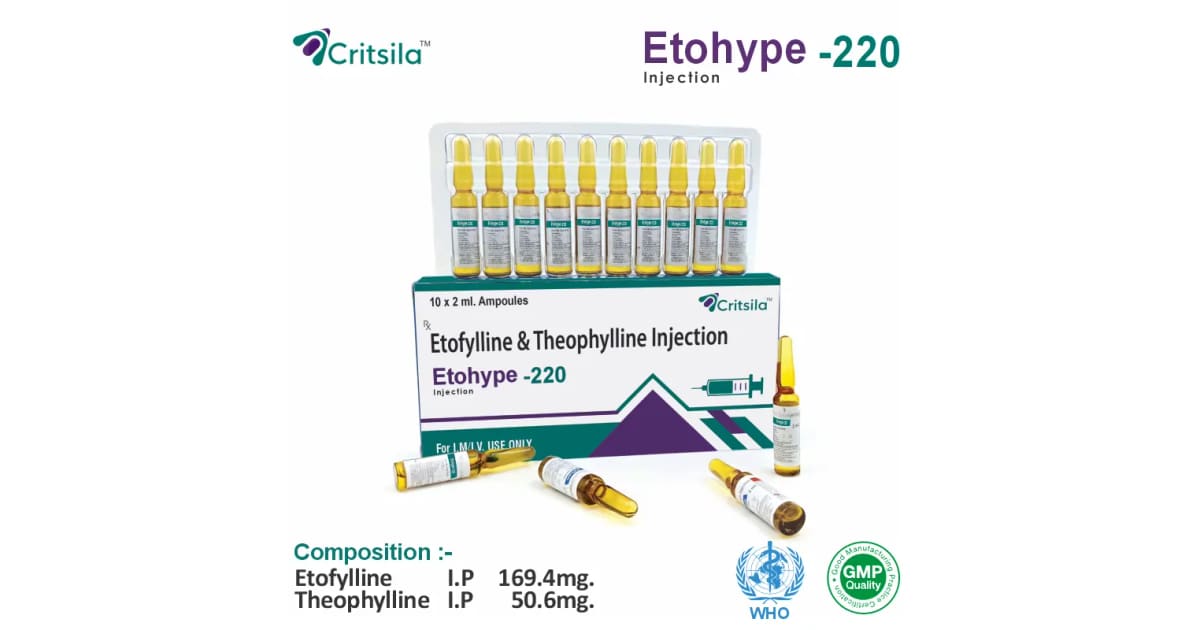 Critsila™
Etohype -220
Injection
10 x 2 ml. Ampoules
Critsila™
Rx
Etofylline & Theophylline Injection
Etohype -220
Injection
For I.M/I.V. USE ONLY
Composition :-
Etofylline I.P 169.4mg.
Theophylline I.P 50.6mg.
WHO
Good Manufacturing
GMP
Quality
Practice Certification